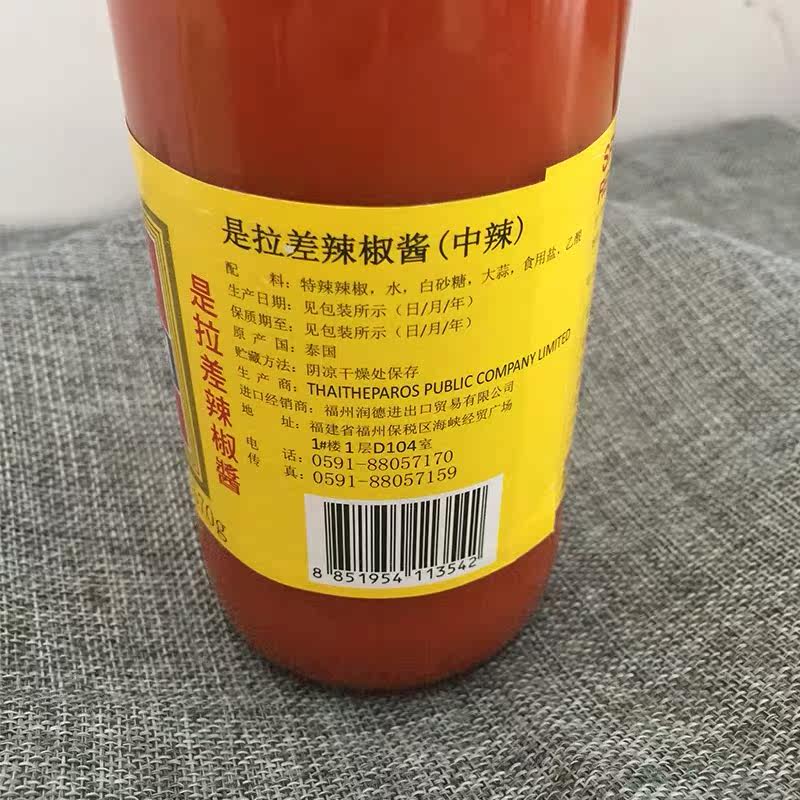 是拉差辣椒酱(中辣)
配 料：特辣辣椒，水，白砂糖，大蒜，食用盐，乙酸
生产日期：见包装所示（日/月/年）
保质期至：见包装所示（日/月/年）
原 产 国：泰国
贮藏方法：阴凉干燥处保存
生 产 商：THAITHEPAROS PUBLIC COMPANY LIMITED
进口经销商：福州润德进出口贸易有限公司
地 址：福建省福州保税区海峡经贸广场
1#楼1层D104室
电 话：0591-88057170
传 真：0591-88057159
8 851954 113542
是拉差辣椒醬